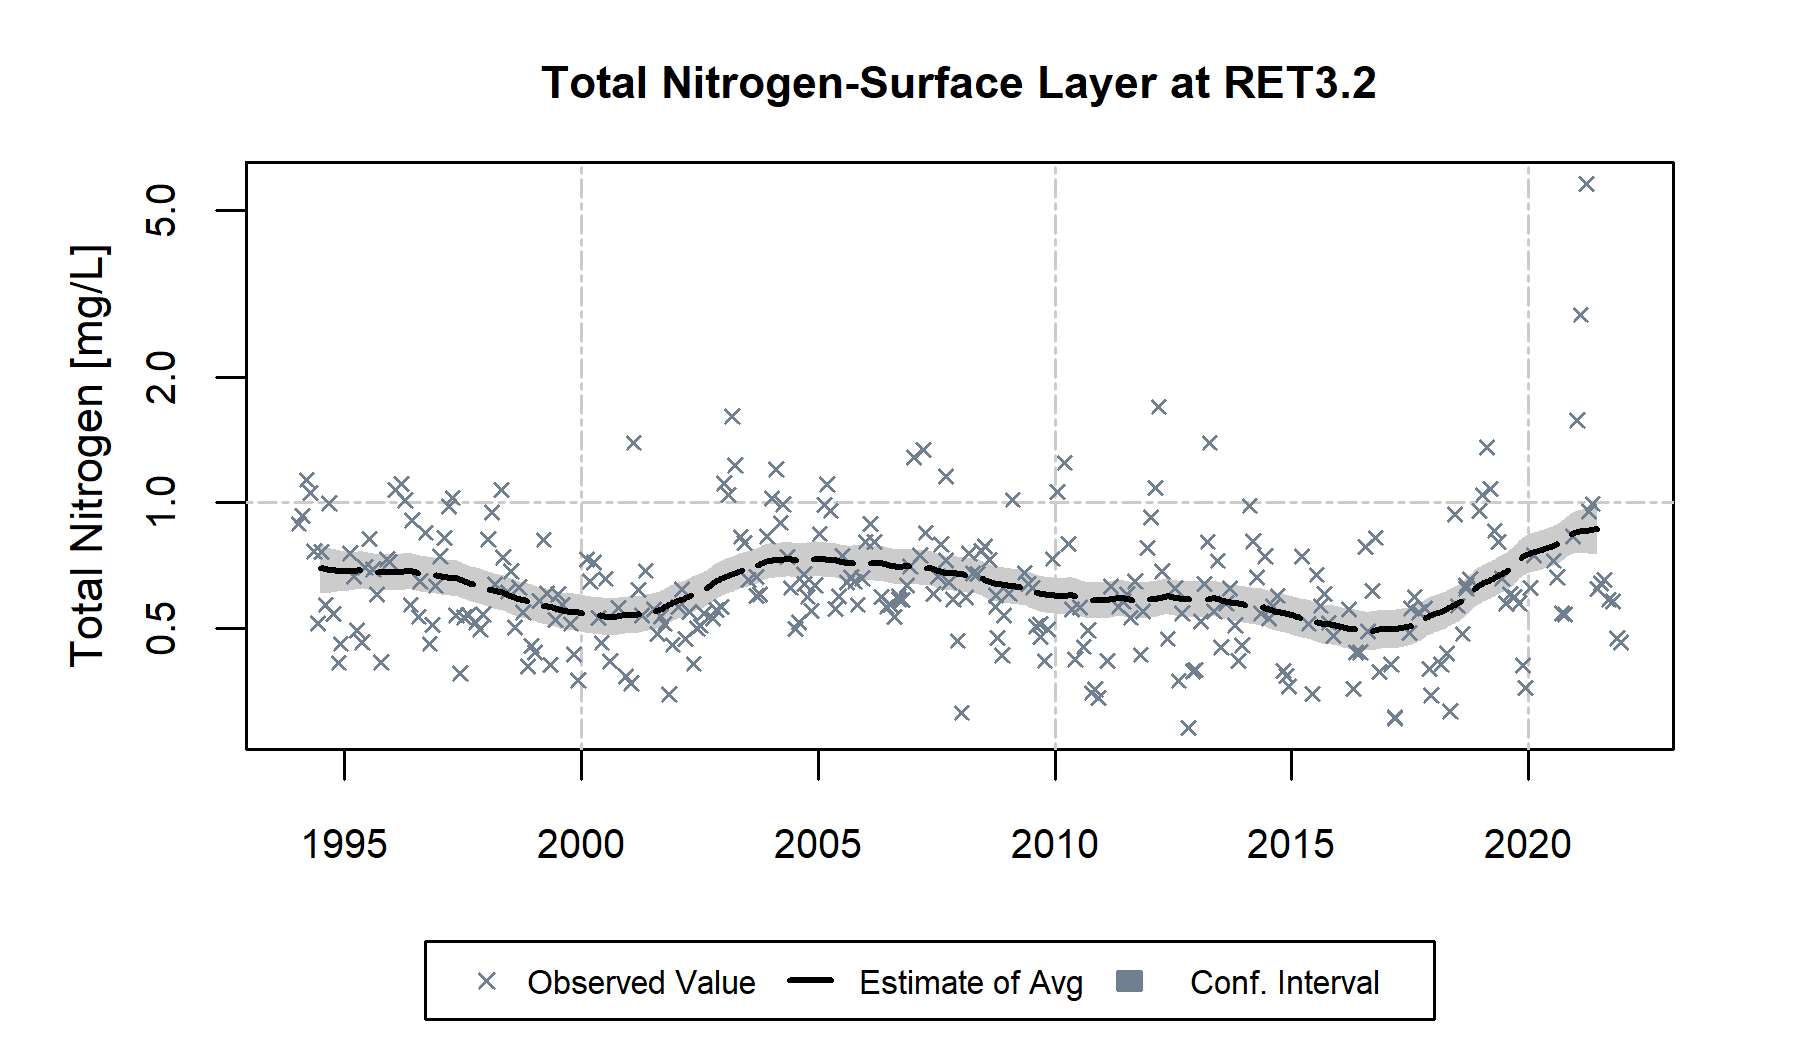 Total Nitrogen-Surface Layer at RET3.2
Total Nitrogen [mg/L]
5.0
2.0
1.0
0.5
1995 2000 2005 2010 2015 2020
Observed Value Estimate of Avg Conf. Interval